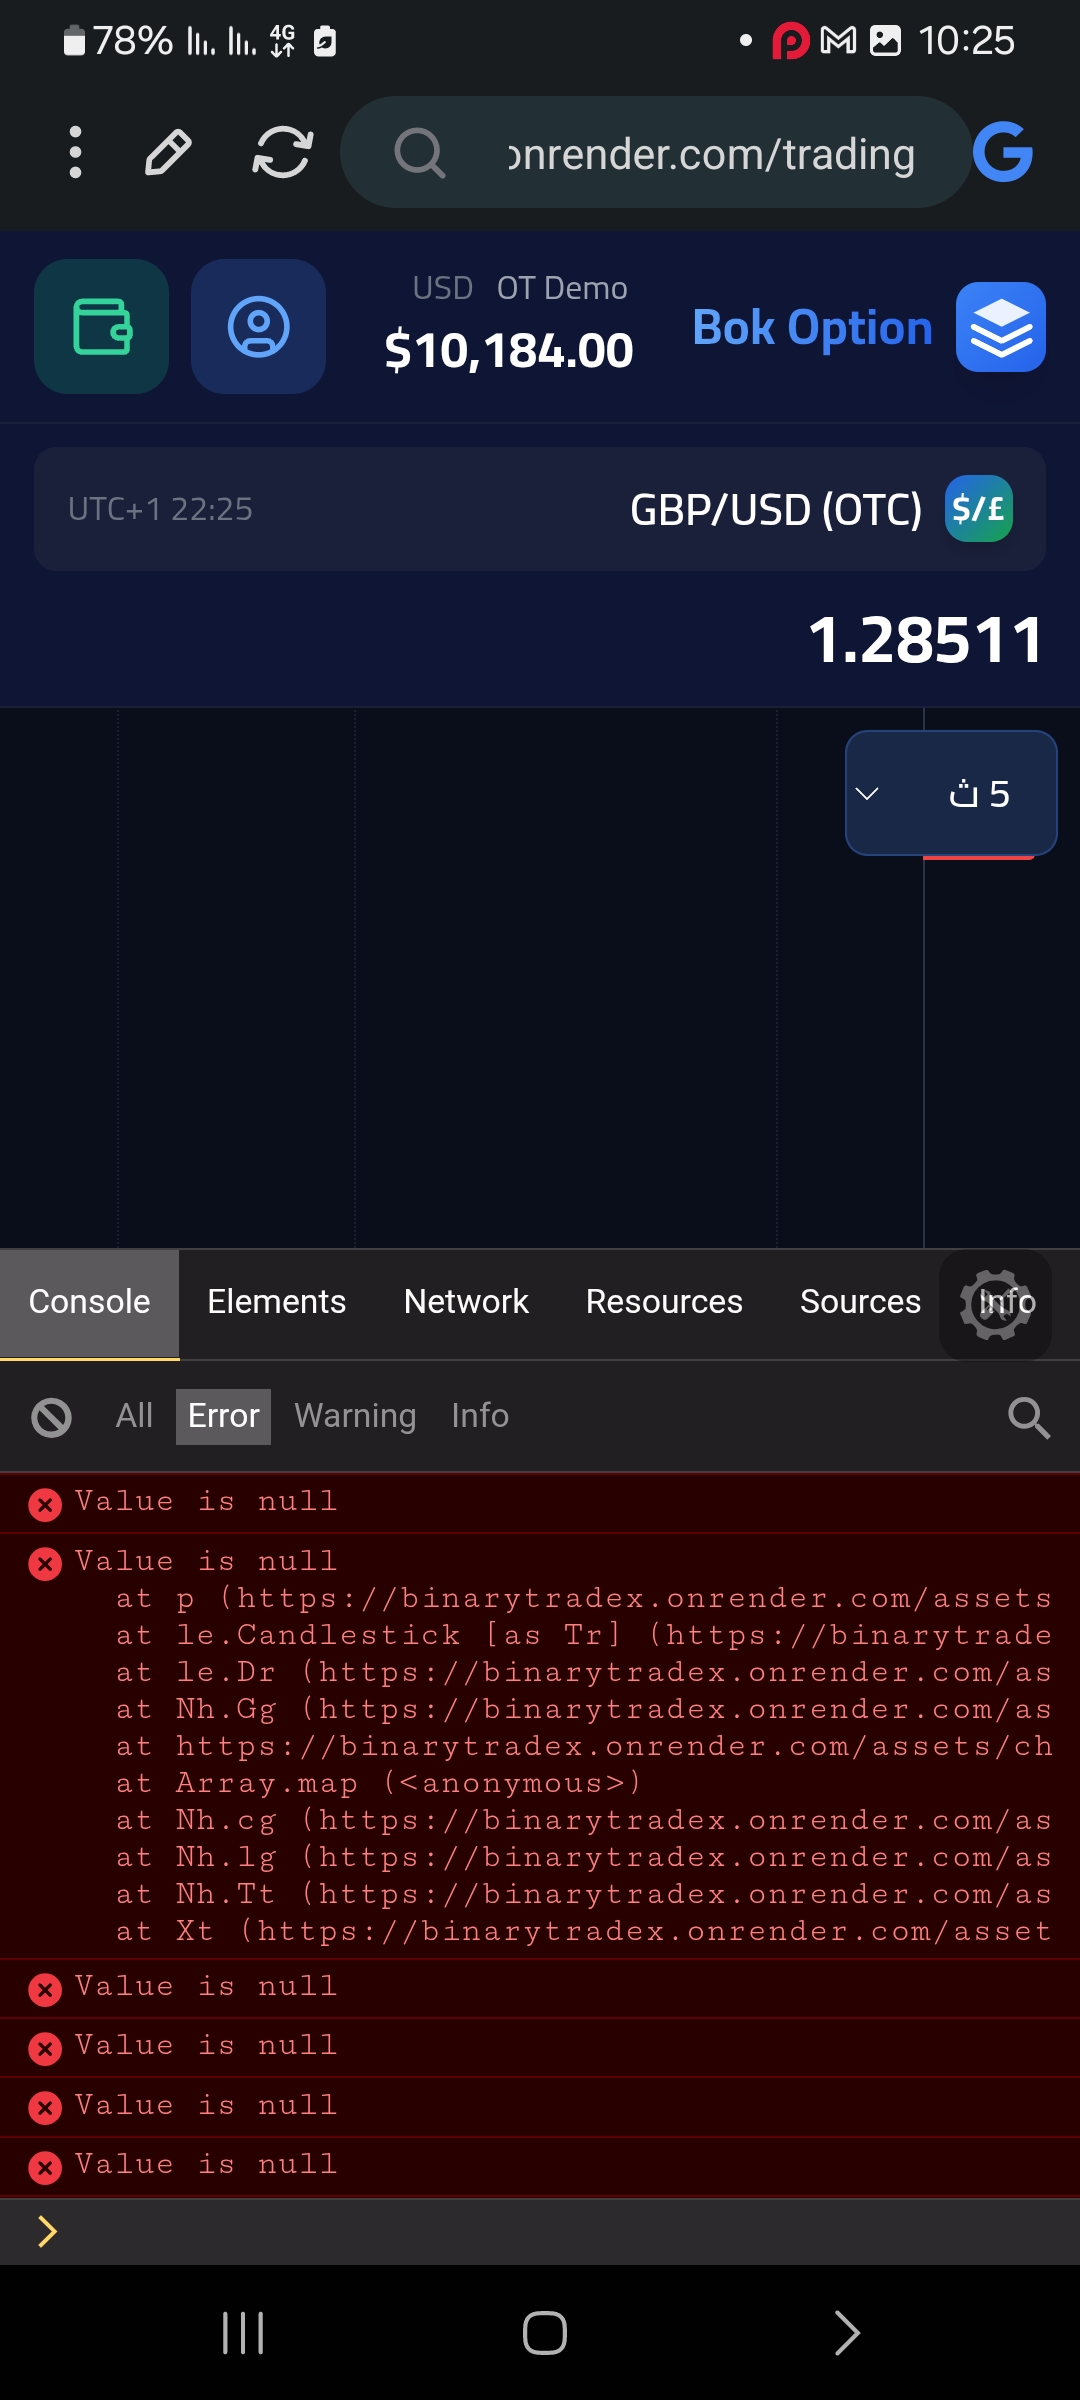 78% 4G 10:25
onrender.com/trading
USD OT Demo
$10,184.00
Bok Option
UTC+1 22:25 GBP/USD (OTC) $/£
1.28511
5 ث
Console Elements Network Resources Sources Info
All Error Warning Info
Value is null
Value is null
at p (https://binarytradex.onrender.com/assets
at le.Candlestick [as Tr] (https://binarytrade
at le.Dr (https://binarytradex.onrender.com/as
at Nh.Gg (https://binarytradex.onrender.com/as
at https://binarytradex.onrender.com/assets/ch
at Array.map (<anonymous>)
at Nh.cg (https://binarytradex.onrender.com/as
at Nh.lg (https://binarytradex.onrender.com/as
at Nh.Tt (https://binarytradex.onrender.com/as
at Xt (https://binarytradex.onrender.com/asset
Value is null
Value is null
Value is null
Value is null